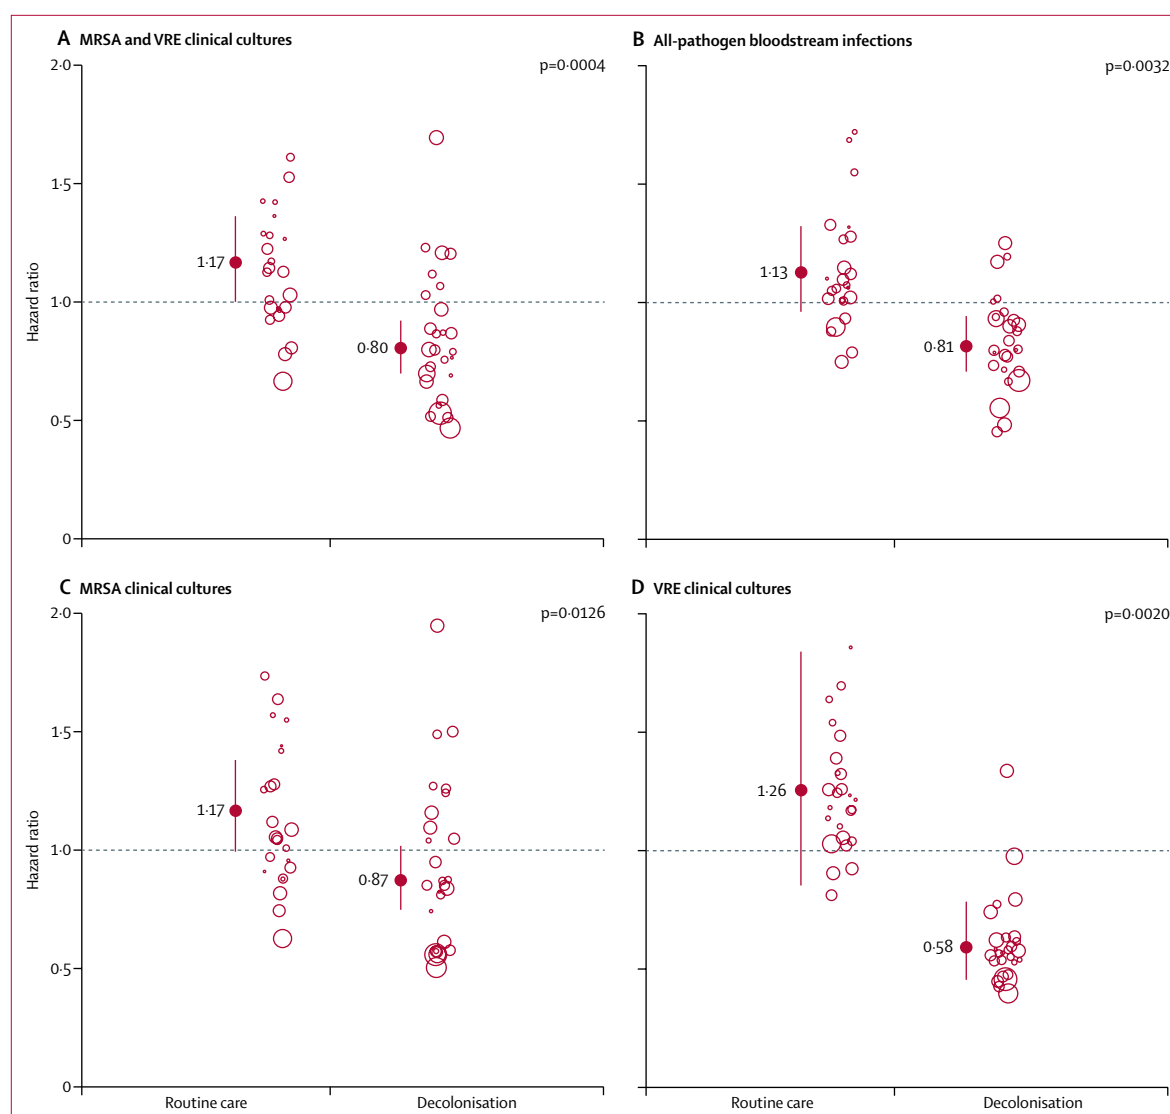 A MRSA and VRE clinical cultures
p=0·0004
2·0
1·5
1·0
0·5
0
Hazard ratio
1·17
0·80
B All-pathogen bloodstream infections
p=0·0032
1·13
0·81
C MRSA clinical cultures
p=0·0126
2·0
1·5
1·0
0·5
0
Hazard ratio
1·17
0·87
Routine care
Decolonisation
D VRE clinical cultures
p=0·0020
1·26
0·58
Routine care
Decolonisation